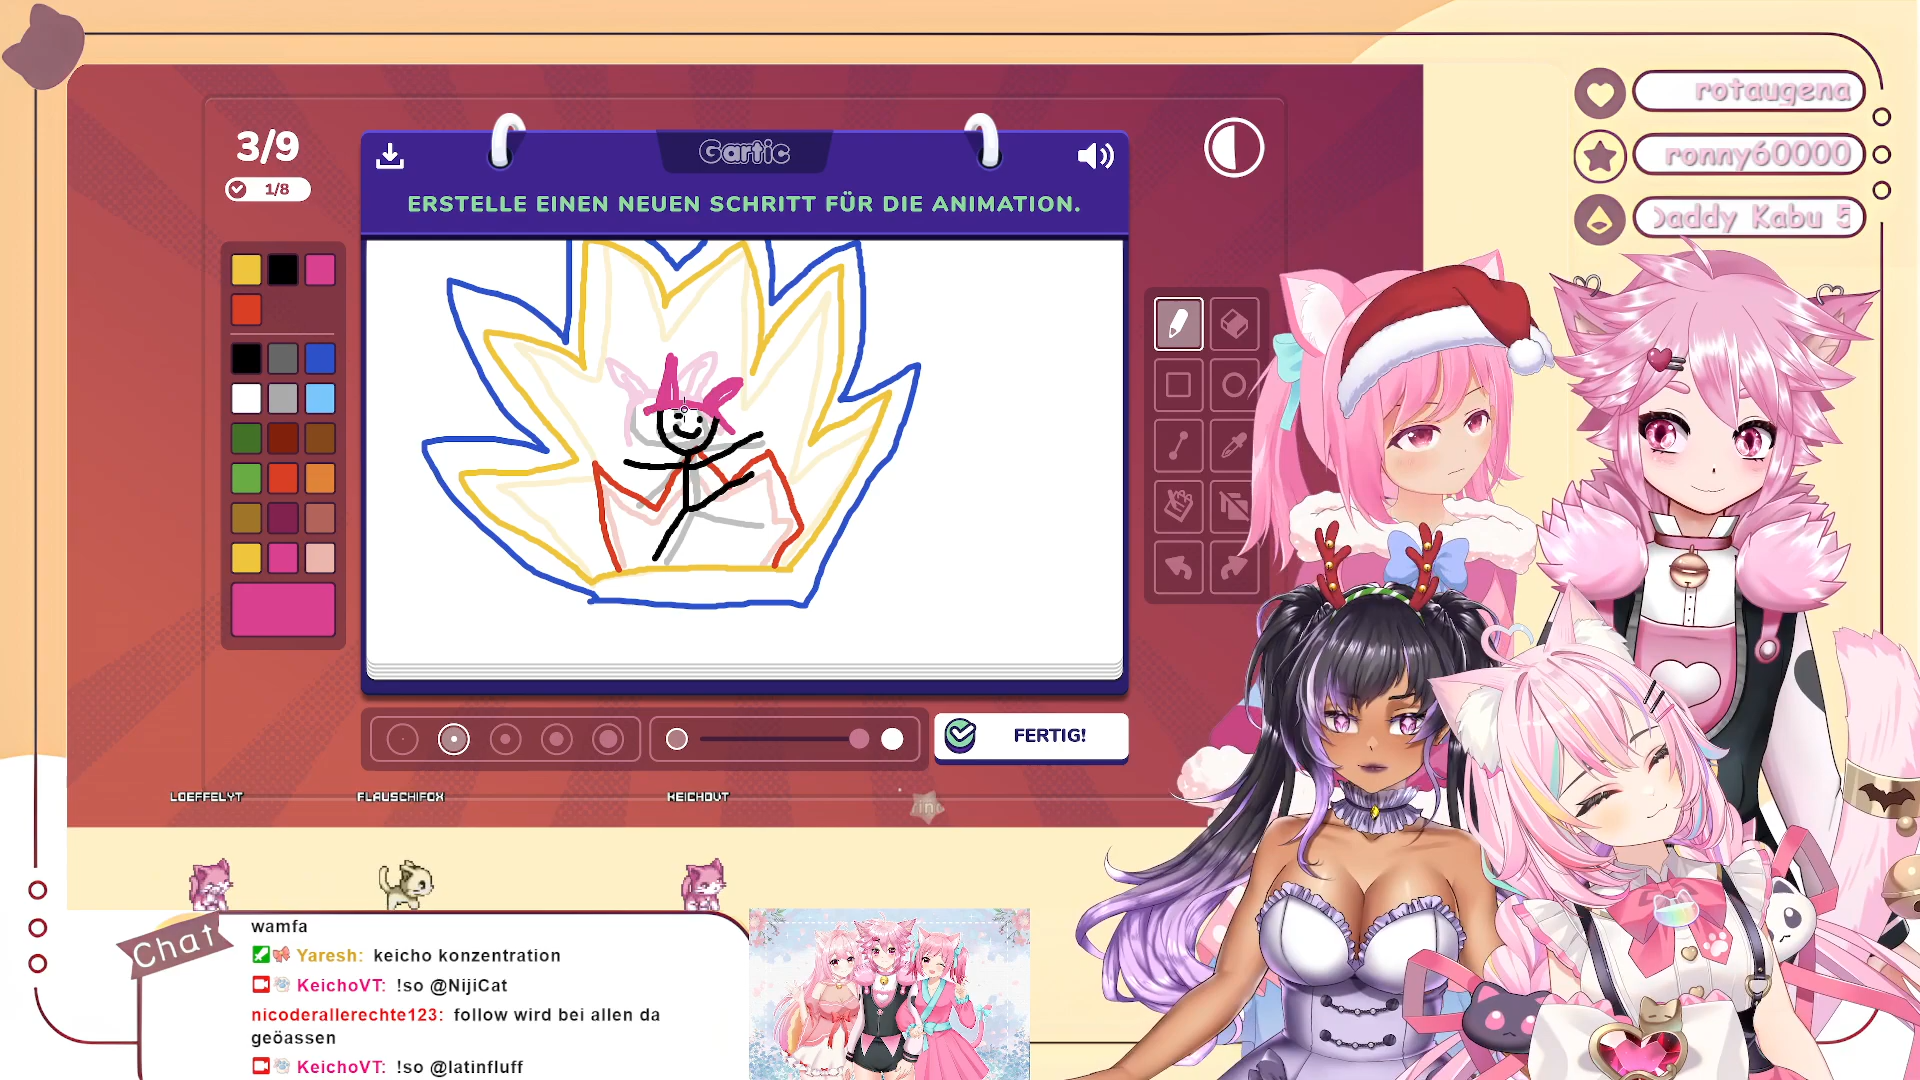 3/9
1/8
Gartic
ERSTELLE EINEN NEUEN SCHRITT FÜR DIE ANIMATION.
rotaugena
ronny60000
Daddy Kabu 5
FERTIG!
LOEFFELYT
FLAUSCHIFOX
KEICHOVT
Chat
wamfa
Yaresh: keicho konzentration
KeichoVT: !so @NijiCat
nicoderallerechte123: follow wird bei allen da
geöassen
KeichoVT: !so @latinfluff